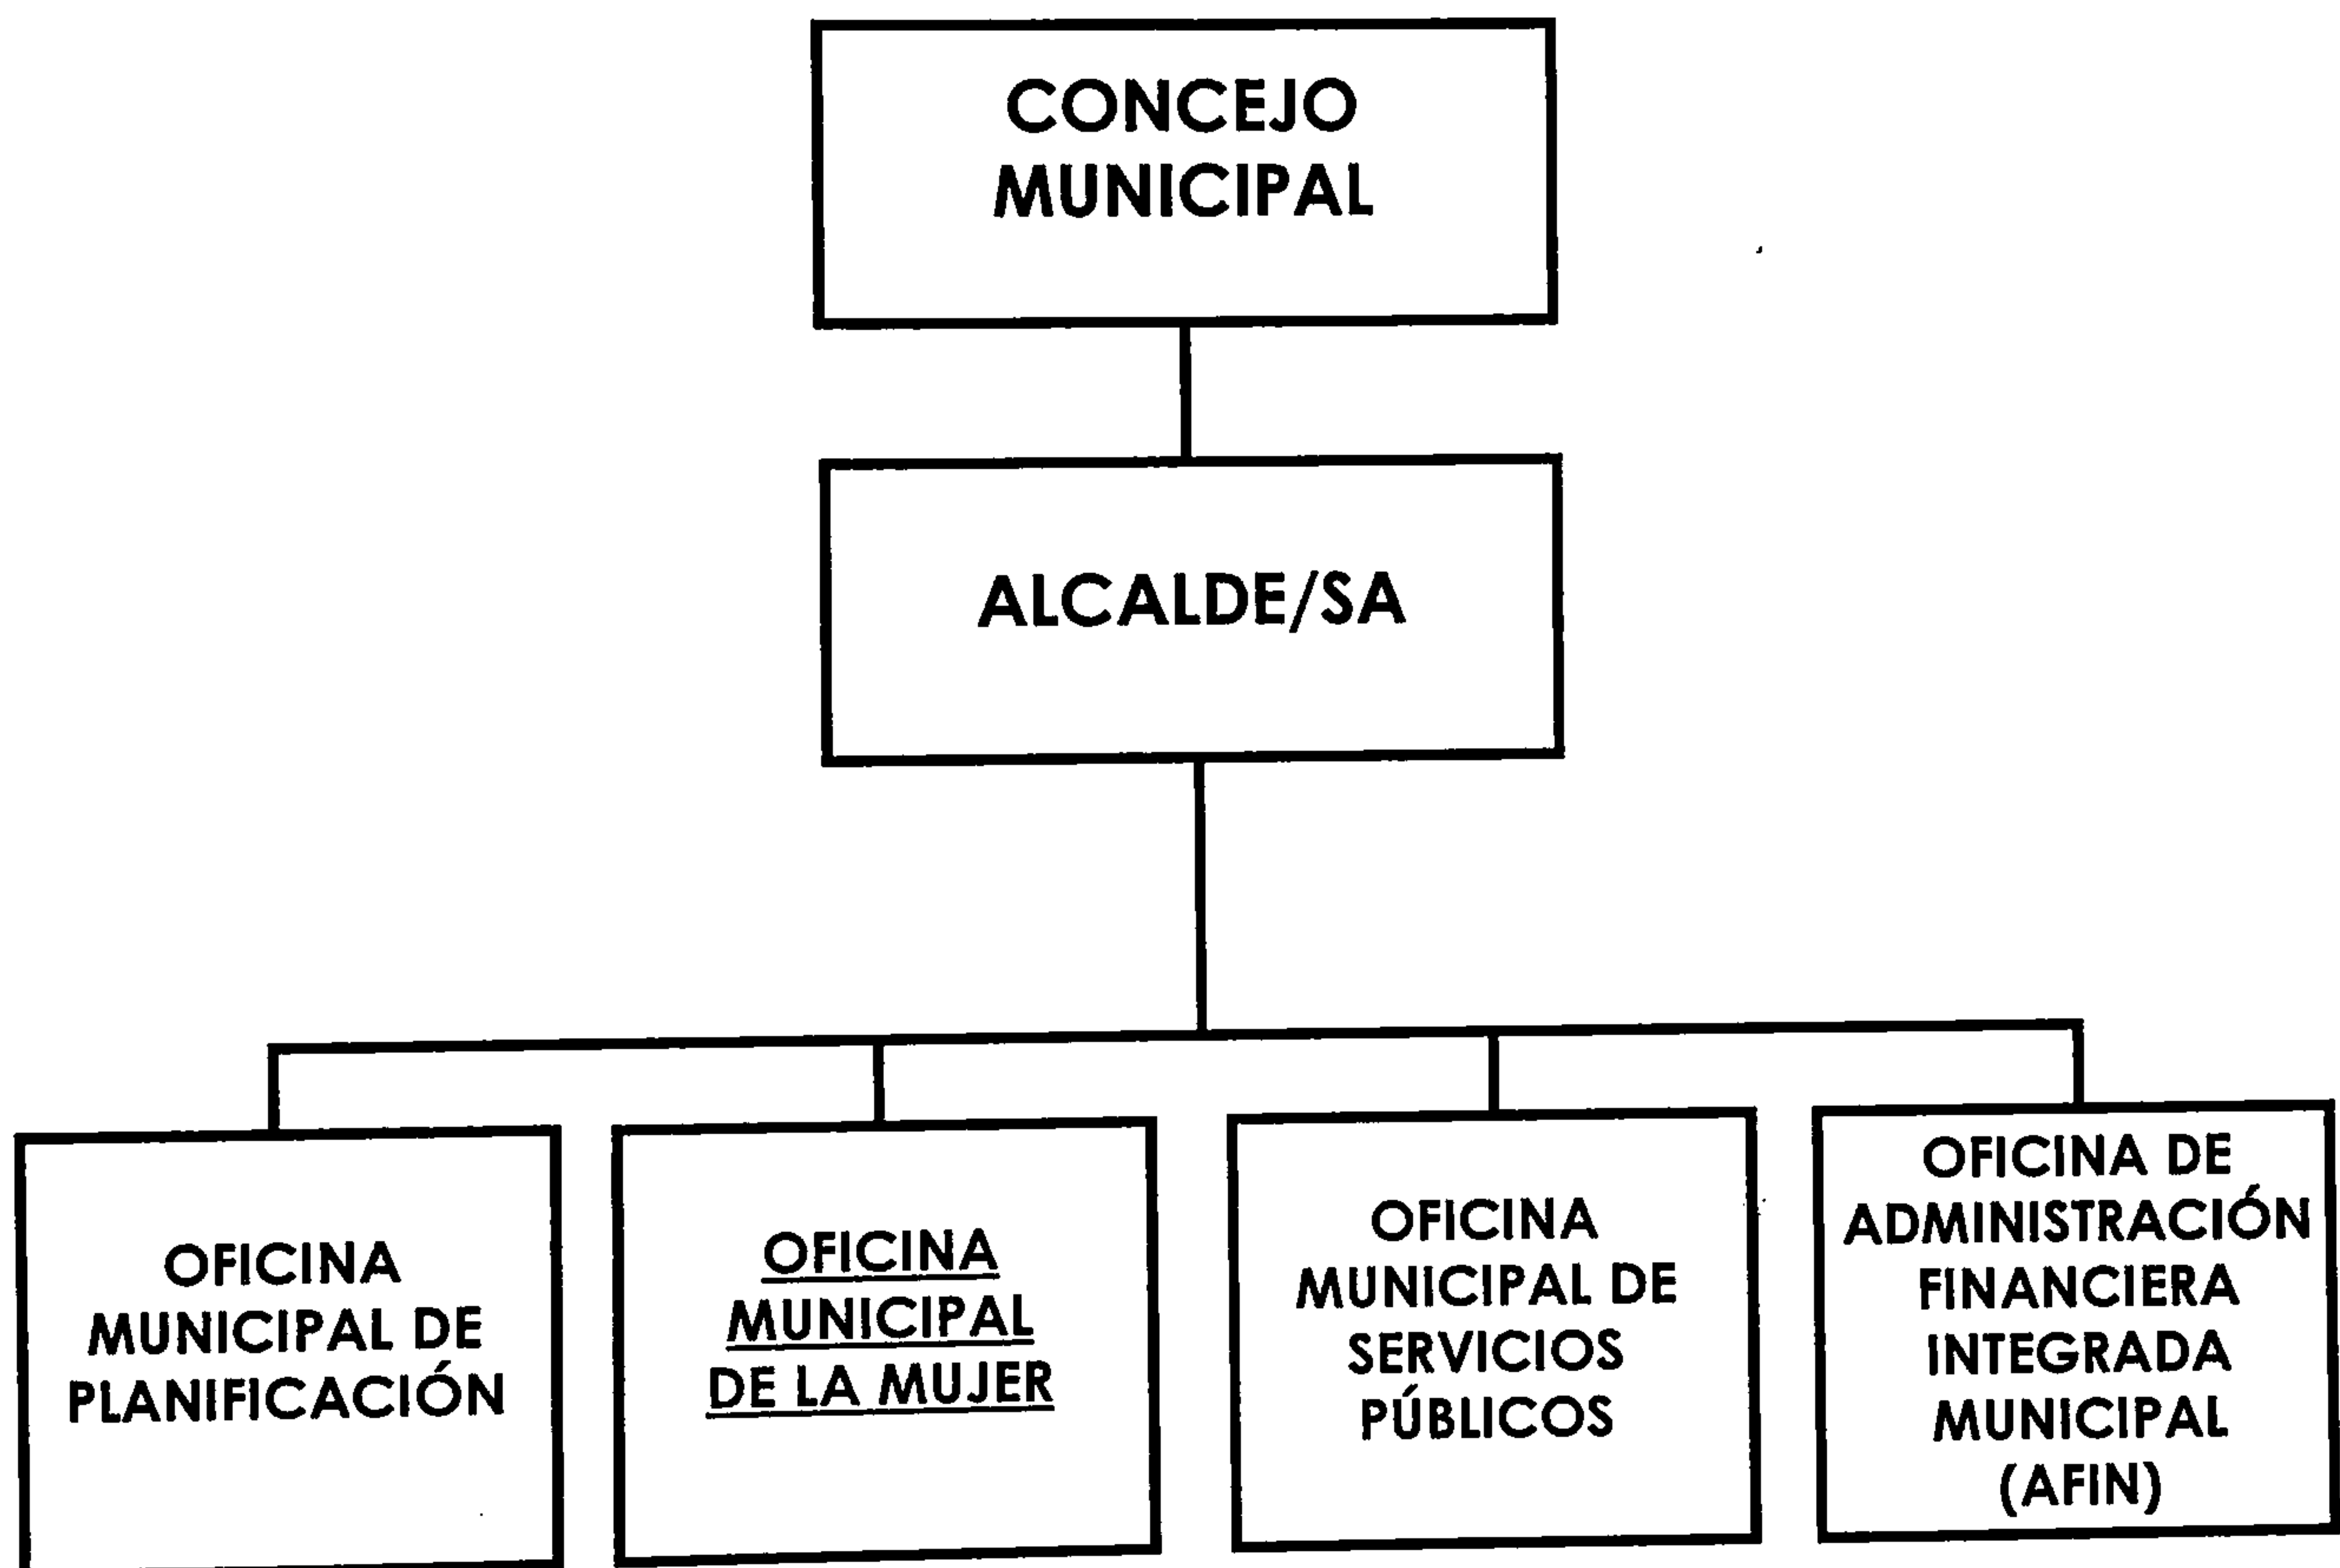 CONCEJO
MUNICIPAL
ALCALDE/SA
OFICINA
MUNICIPAL DE
PLANIFICACIÓN
OFICINA
MUNICIPAL
DE LA MUJER
OFICINA
MUNICIPAL DE
SERVICIOS
PÚBLICOS
OFICINA DE
ADMINISTRACIÓN
FINANCIERA
INTEGRADA
MUNICIPAL
(AFIN)